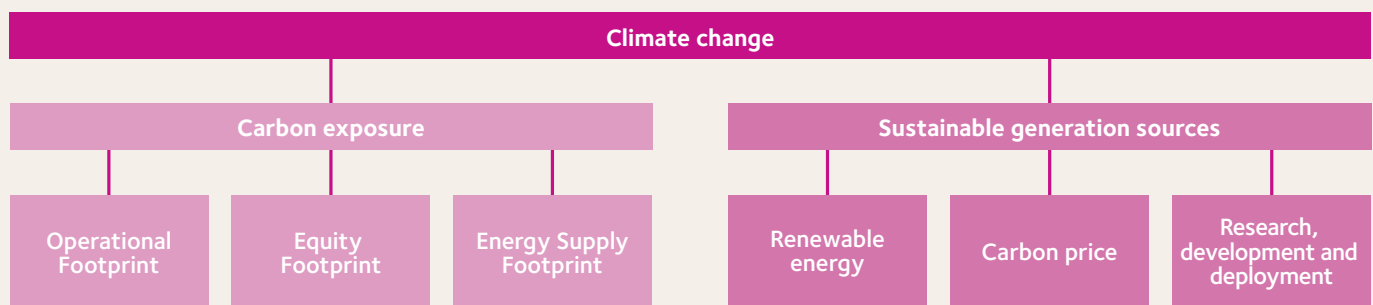 Climate change
Carbon exposure
Sustainable generation sources
Operational
Footprint
Equity
Footprint
Energy Supply
Footprint
Renewable
energy
Carbon price
Research,
development and
deployment